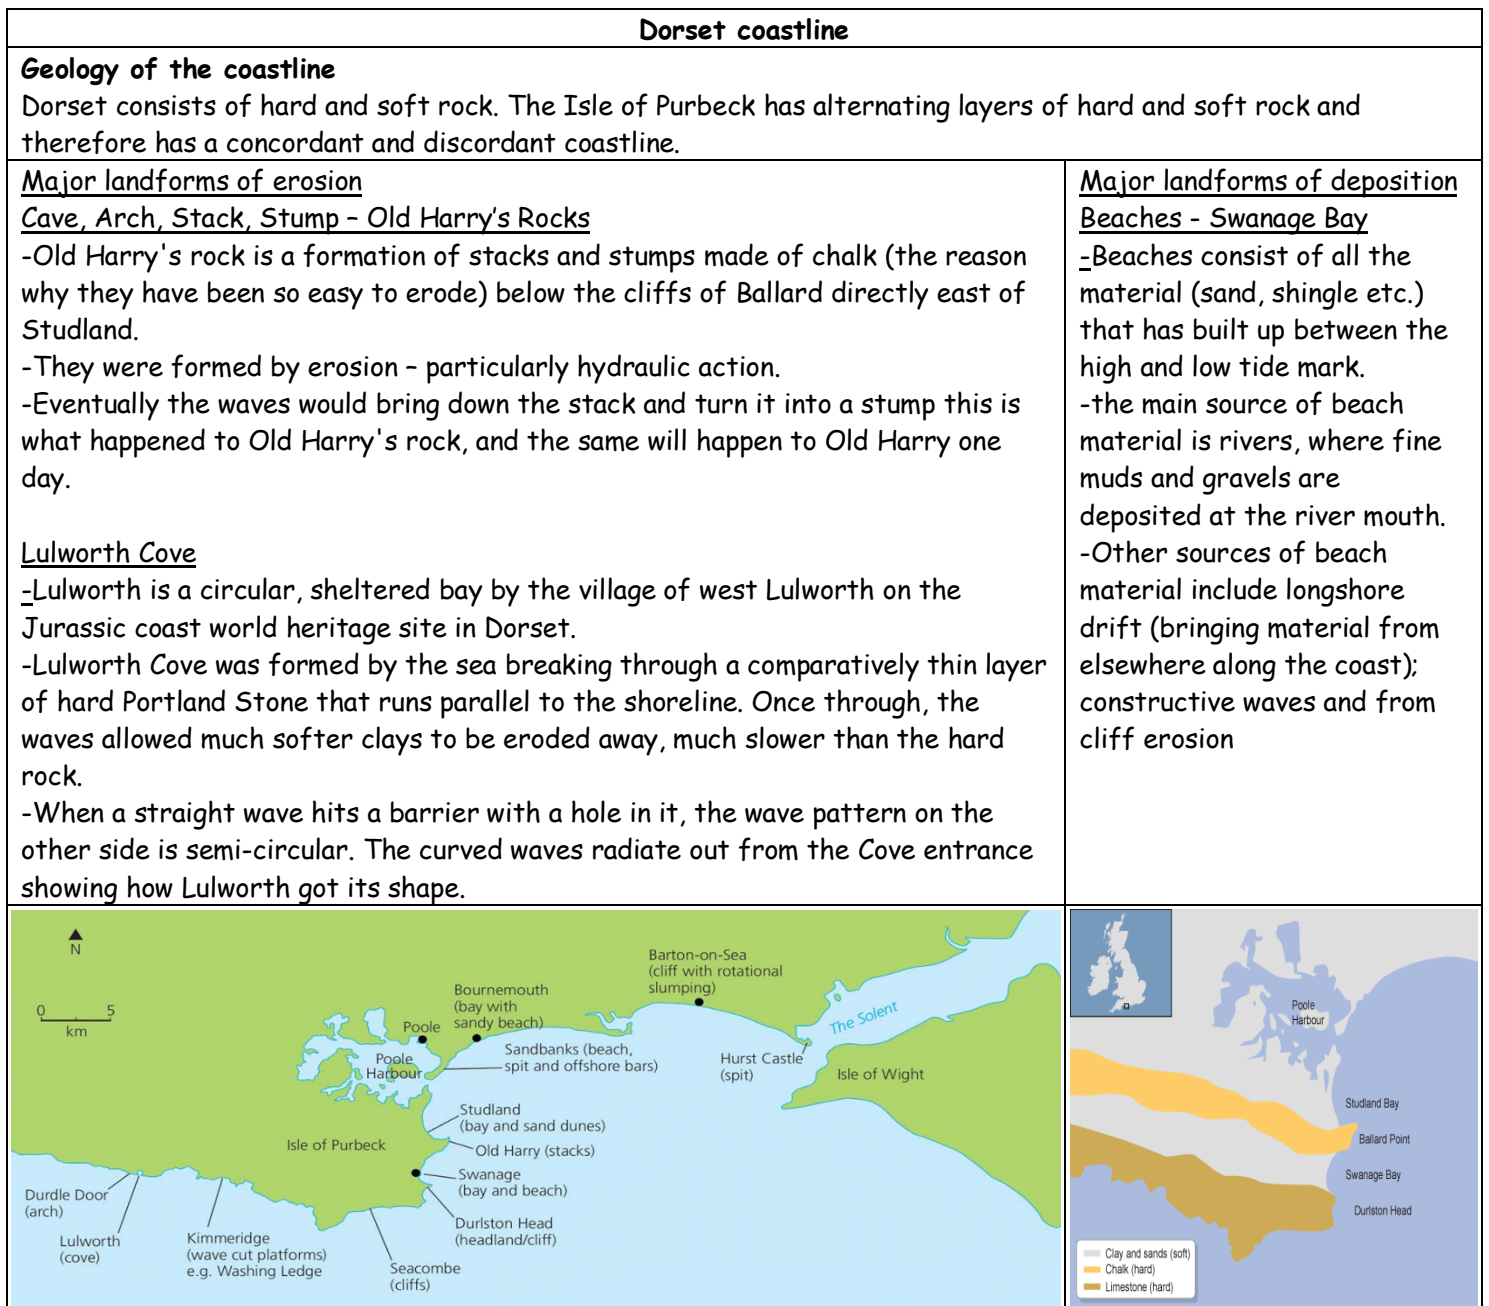 Dorset coastline
Geology of the coastline
Dorset consists of hard and soft rock. The Isle of Purbeck has alternating layers of hard and soft rock and
therefore has a concordant and discordant coastline.
Major landforms of erosion
Cave, Arch, Stack, Stump – Old Harry's Rocks
-Old Harry's rock is a formation of stacks and stumps made of chalk (the reason
why they have been so easy to erode) below the cliffs of Ballard directly east of
Studland.
-They were formed by erosion – particularly hydraulic action.
-Eventually the waves would bring down the stack and turn it into a stump this is
what happened to Old Harry's rock, and the same will happen to Old Harry one
day.
Lulworth Cove
-Lulworth is a circular, sheltered bay by the village of west Lulworth on the
Jurassic coast world heritage site in Dorset.
-Lulworth Cove was formed by the sea breaking through a comparatively thin layer
of hard Portland Stone that runs parallel to the shoreline. Once through, the
waves allowed much softer clays to be eroded away, much slower than the hard
rock.
-When a straight wave hits a barrier with a hole in it, the wave pattern on the
other side is semi-circular. The curved waves radiate out from the Cove entrance
showing how Lulworth got its shape.
Major landforms of deposition
Beaches - Swanage Bay
-Beaches consist of all the
material (sand, shingle etc.)
that has built up between the
high and low tide mark.
-the main source of beach
material is rivers, where fine
muds and gravels are
deposited at the river mouth.
-Other sources of beach
material include longshore
drift (bringing material from
elsewhere along the coast);
constructive waves and from
cliff erosion
N
0 5
km
Barton-on-Sea
(cliff with rotational
slumping)
Bournemouth
(bay with
sandy beach)
Poole
Poole
Harbour
Sandbanks (beach,
spit and offshore bars)
The Solent
Hurst Castle
(spit)
Isle of Wight
Studland
(bay and sand dunes)
Isle of Purbeck
Old Harry (stacks)
Swanage
(bay and beach)
Durdle Door
(arch)
Lulworth
(cove)
Kimmeridge
(wave cut platforms)
e.g. Washing Ledge
Durlston Head
(headland/cliff)
Seacombe
(cliffs)
Poole
Harbour
Studland Bay
Ballard Point
Swanage Bay
Durlston Head
Clay and sands (soft)
Chalk (hard)
Limestone (hard)